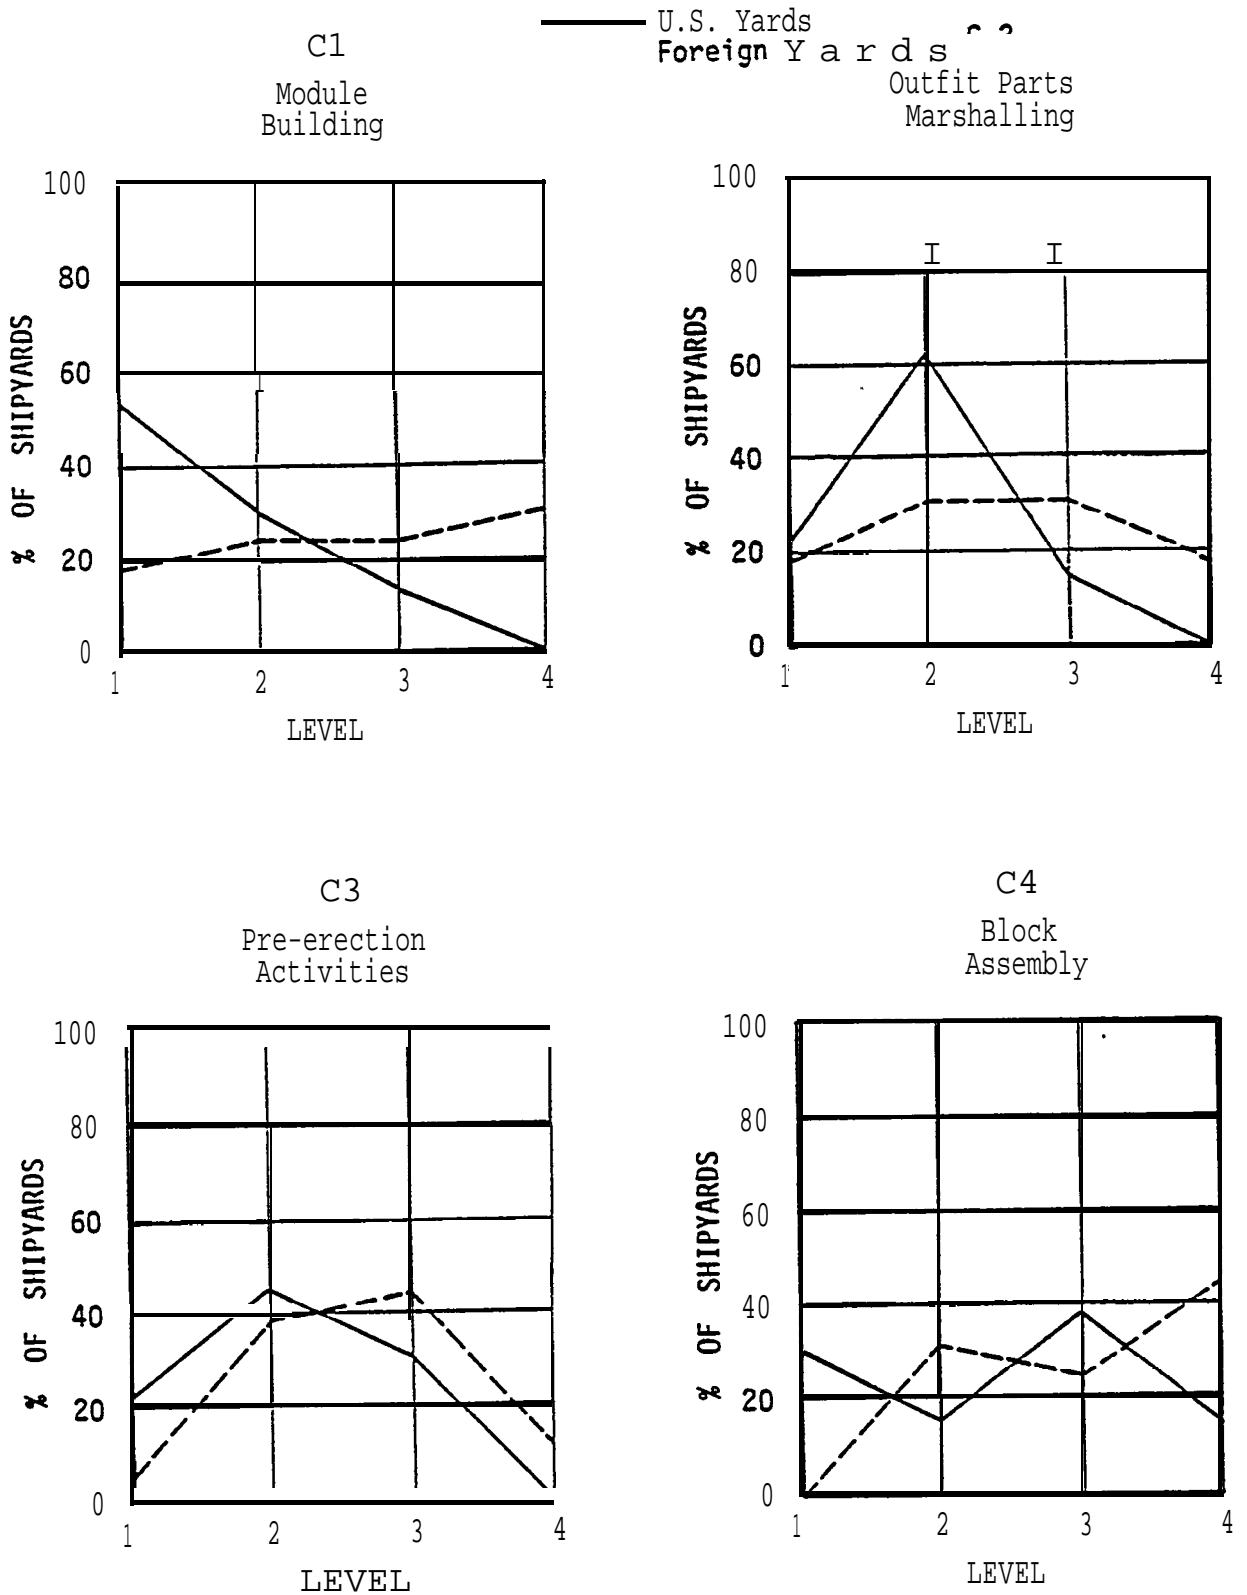 U.S. Yards
Foreign Yards
C1
Module
Building
100
80
60
40
20
0
% OF SHIPYARDS
1 2 3 4
LEVEL
Outfit Parts
Marshalling
100
I I
80
60
40
20
0
% OF SHIPYARDS
1 2 3 4
LEVEL
C3
Pre-erection
Activities
100
80
60
40
20
0
% OF SHIPYARDS
1 2 3 4
LEVEL
C4
Block
Assembly
100
80
60
40
20
0
% OF SHIPYARDS
1 2 3 4
LEVEL